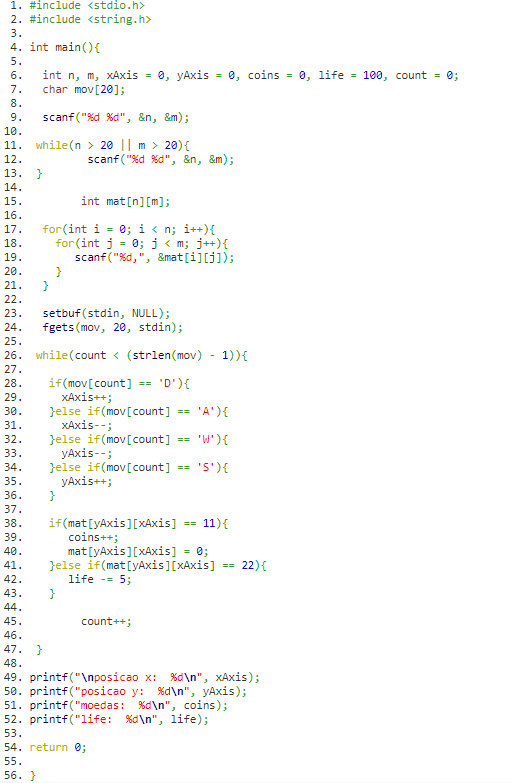 1. #include <stdio.h>
2. #include <string.h>
3.
4. int main(){
5.
6. int n, m, xAxis = 0, yAxis = 0, coins = 0, life = 100, count = 0;
7. char mov[20];
8.
9. scanf("%d %d", &n, &m);
10.
11. while(n > 20 || m > 20){
12. scanf("%d %d", &n, &m);
13. }
14.
15. int mat[n][m];
16.
17. for(int i = 0; i < n; i++){
18. for(int j = 0; j < m; j++){
19. scanf("%d,", &mat[i][j]);
20. }
21. }
22.
23. setbuf(stdin, NULL);
24. fgets(mov, 20, stdin);
25.
26. while(count < (strlen(mov) - 1)){
27.
28. if(mov[count] == 'D'){
29. xAxis++;
30. }else if(mov[count] == 'A'){
31. xAxis--;
32. }else if(mov[count] == 'W'){
33. yAxis--;
34. }else if(mov[count] == 'S'){
35. yAxis++;
36. }
37.
38. if(mat[yAxis][xAxis] == 11){
39. coins++;
40. mat[yAxis][xAxis] = 0;
41. }else if(mat[yAxis][xAxis] == 22){
42. life -= 5;
43. }
44.
45. count++;
46.
47. }
48.
49. printf("\nposicao x:  %d\n", xAxis);
50. printf("posicao y:  %d\n", yAxis);
51. printf("moedas:  %d\n", coins);
52. printf("life:  %d\n", life);
53.
54. return 0;
55.
56. }